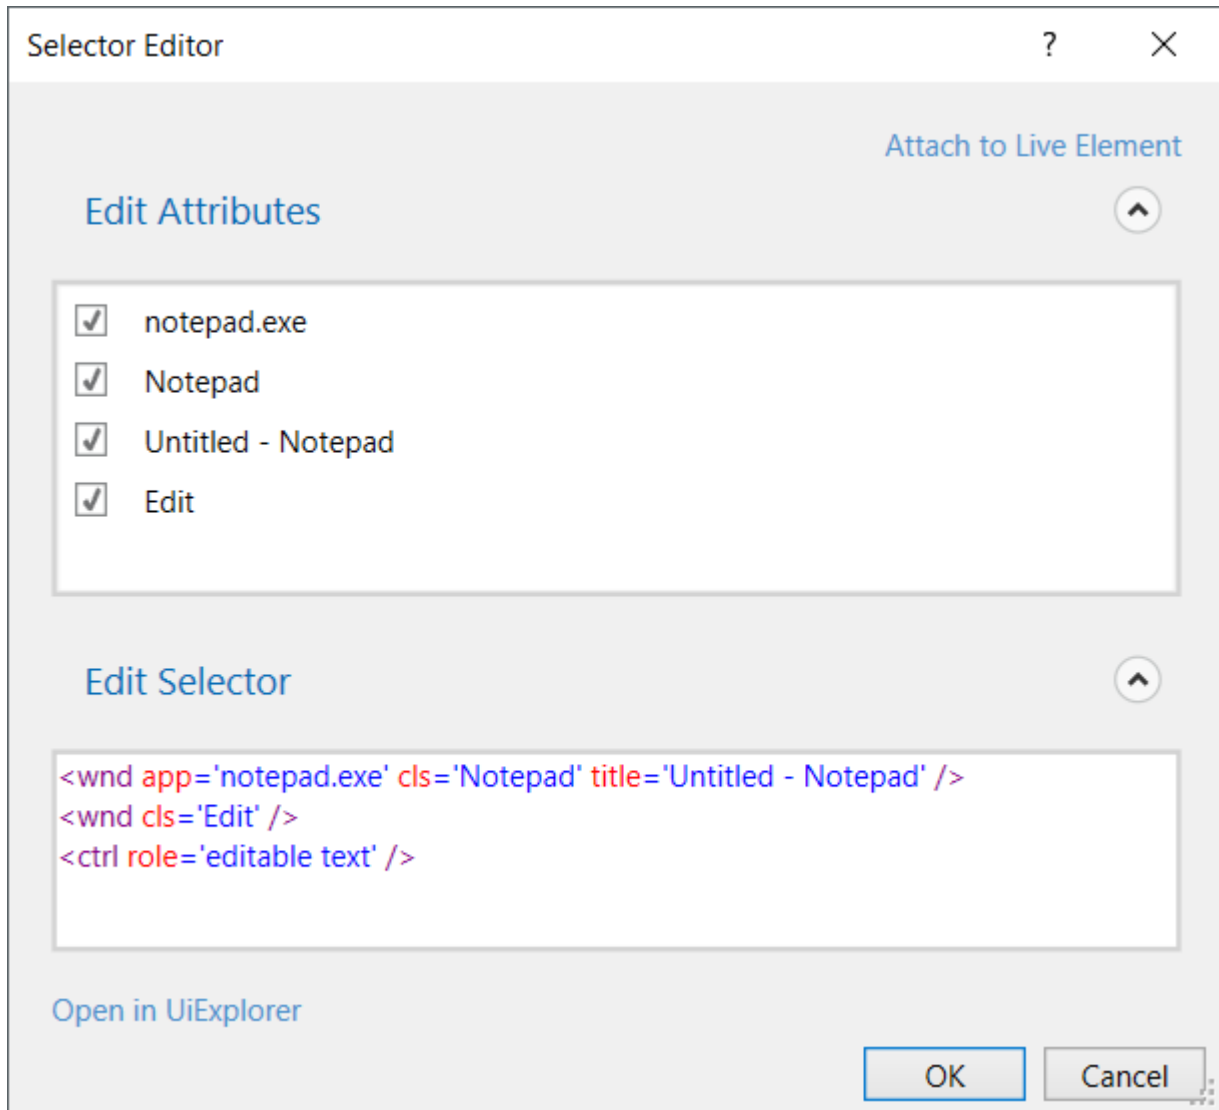 Selector Editor
?
Attach to Live Element
Edit Attributes
notepad.exe
Notepad
Untitled - Notepad
Edit
Edit Selector
<wnd app='notepad.exe' cls='Notepad' title='Untitled - Notepad' />
<wnd cls='Edit' />
<ctrl role='editable text' />
Open in UiExplorer
OK
Cancel